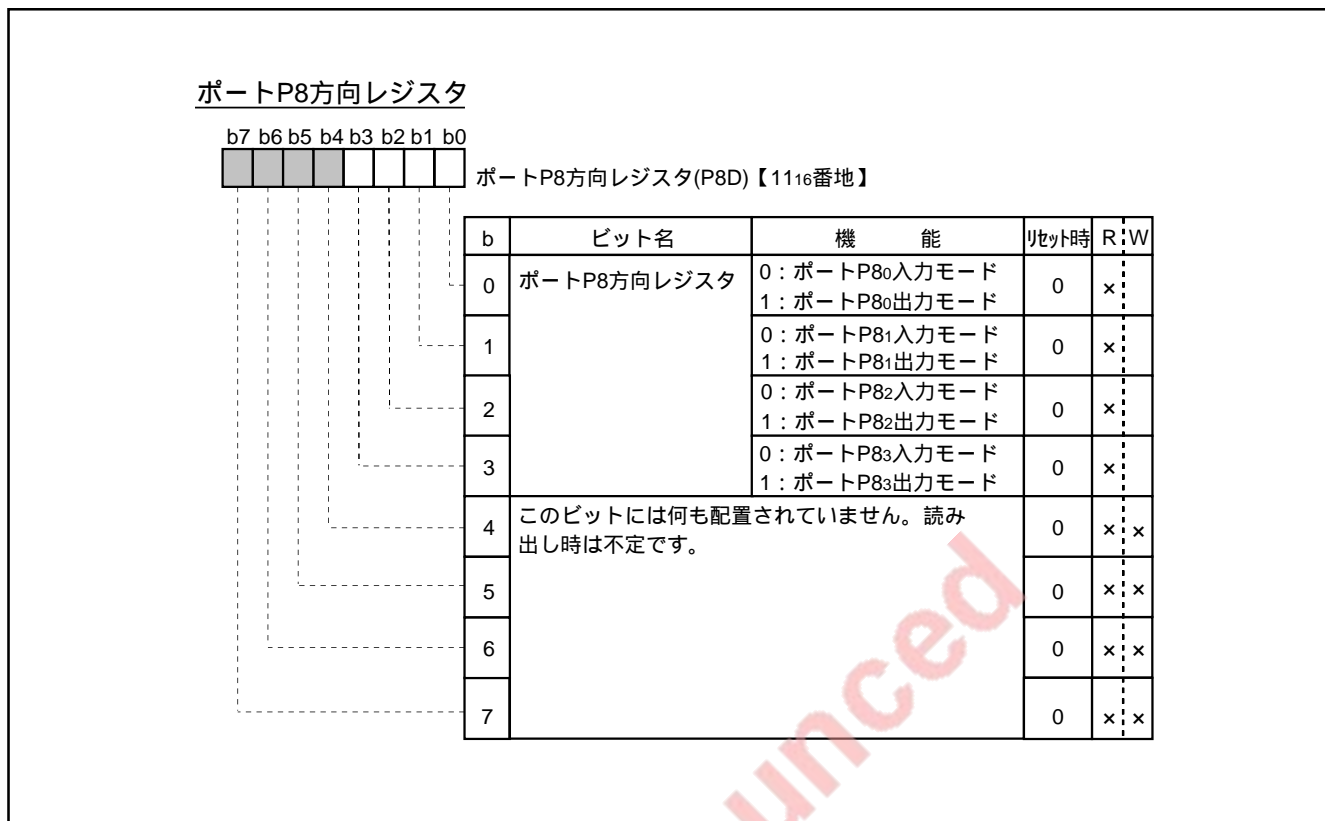 ポートP8方向レジスタ
b7 b6 b5 b4 b3 b2 b1 b0
ポートP8方向レジスタ(P8D)【1116番地】
b ビット名 機 能 リセット時 R W
0 ポートP8方向レジスタ 0：ポートP80入力モード 0 ×
1：ポートP80出力モード
1 0：ポートP81入力モード 0 ×
1：ポートP81出力モード
2 0：ポートP82入力モード 0 ×
1：ポートP82出力モード
3 0：ポートP83入力モード 0 ×
1：ポートP83出力モード
4 このビットには何も配置されていません。読み 0 × ×
出し時は不定です。
5 0 × ×
6 0 × ×
7 0 × ×
unced